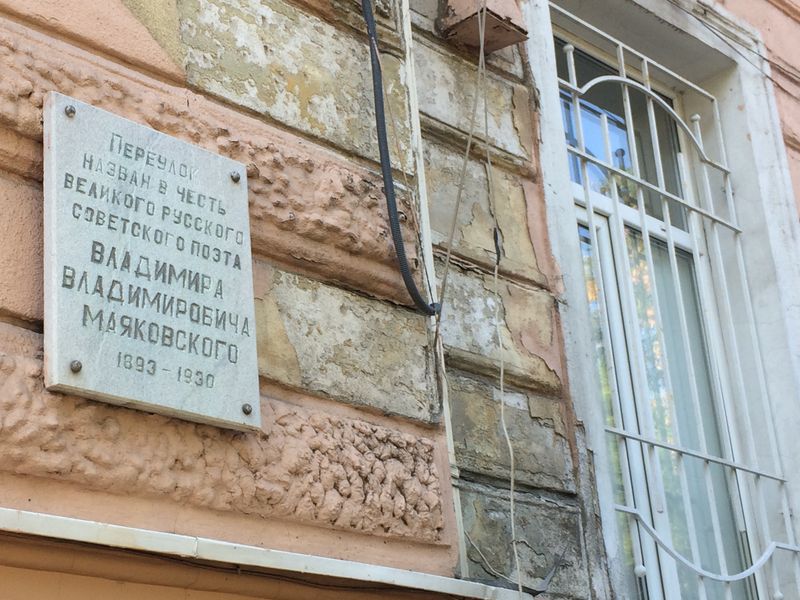 Переулок
назван в честь
великого русского
советского поэта
Владимира
Владимировича
Маяковского
1893 - 1930